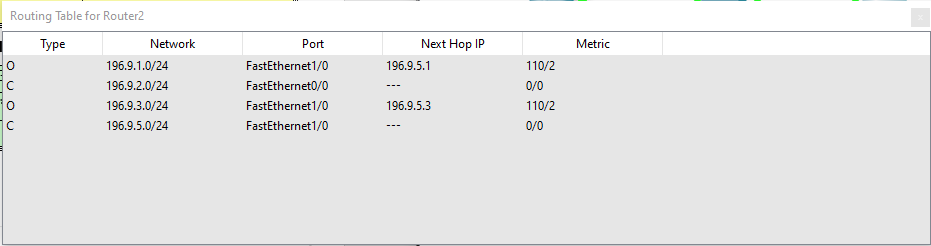 Routing Table for Router2
Type Network Port Next Hop IP Metric
O 196.9.1.0/24 FastEthernet1/0 196.9.5.1 110/2
C 196.9.2.0/24 FastEthernet0/0 --- 0/0
O 196.9.3.0/24 FastEthernet1/0 196.9.5.3 110/2
C 196.9.5.0/24 FastEthernet1/0 --- 0/0